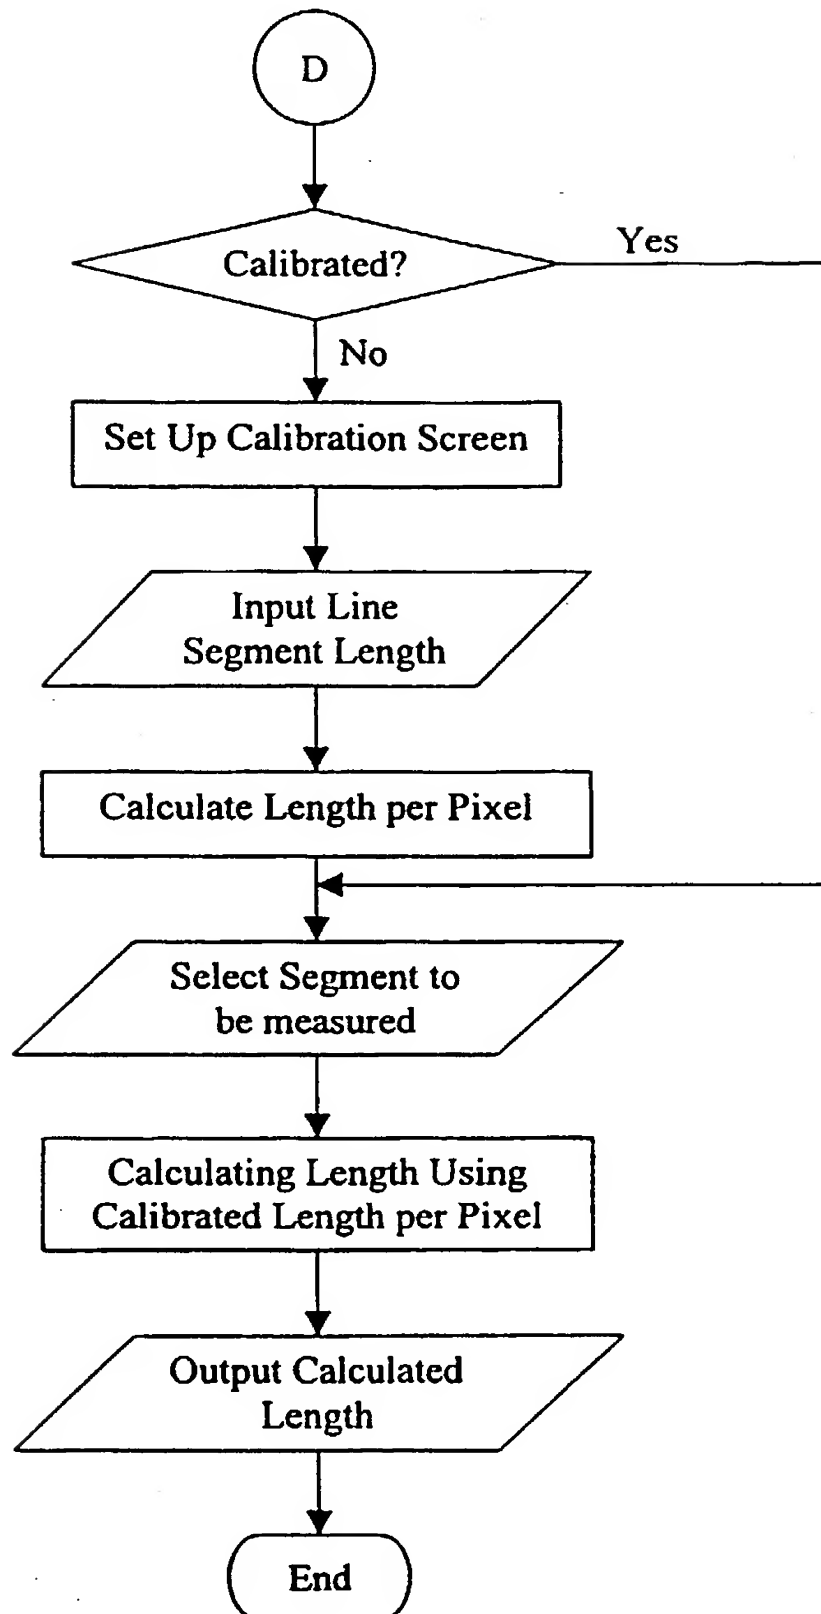 D
Calibrated?
Yes
No
Set Up Calibration Screen
Input Line
Segment Length
Calculate Length per Pixel
Select Segment to
be measured
Calculating Length Using
Calibrated Length per Pixel
Output Calculated
Length
End